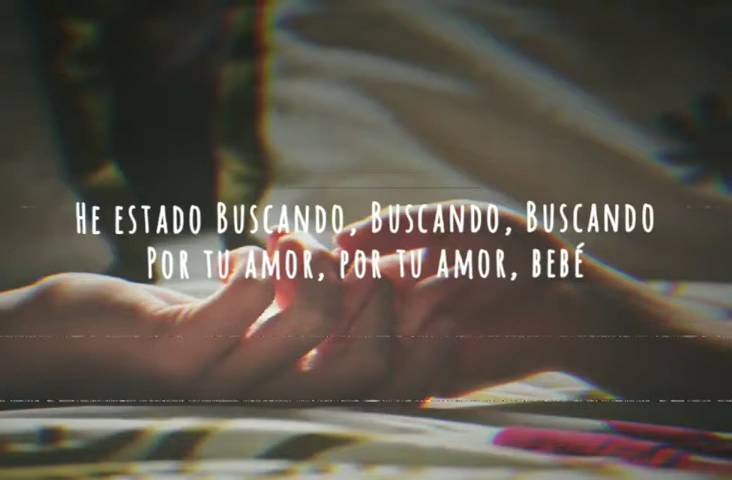 He estado Buscando, Buscando, Buscando
Por tu amor, por tu amor, bebé